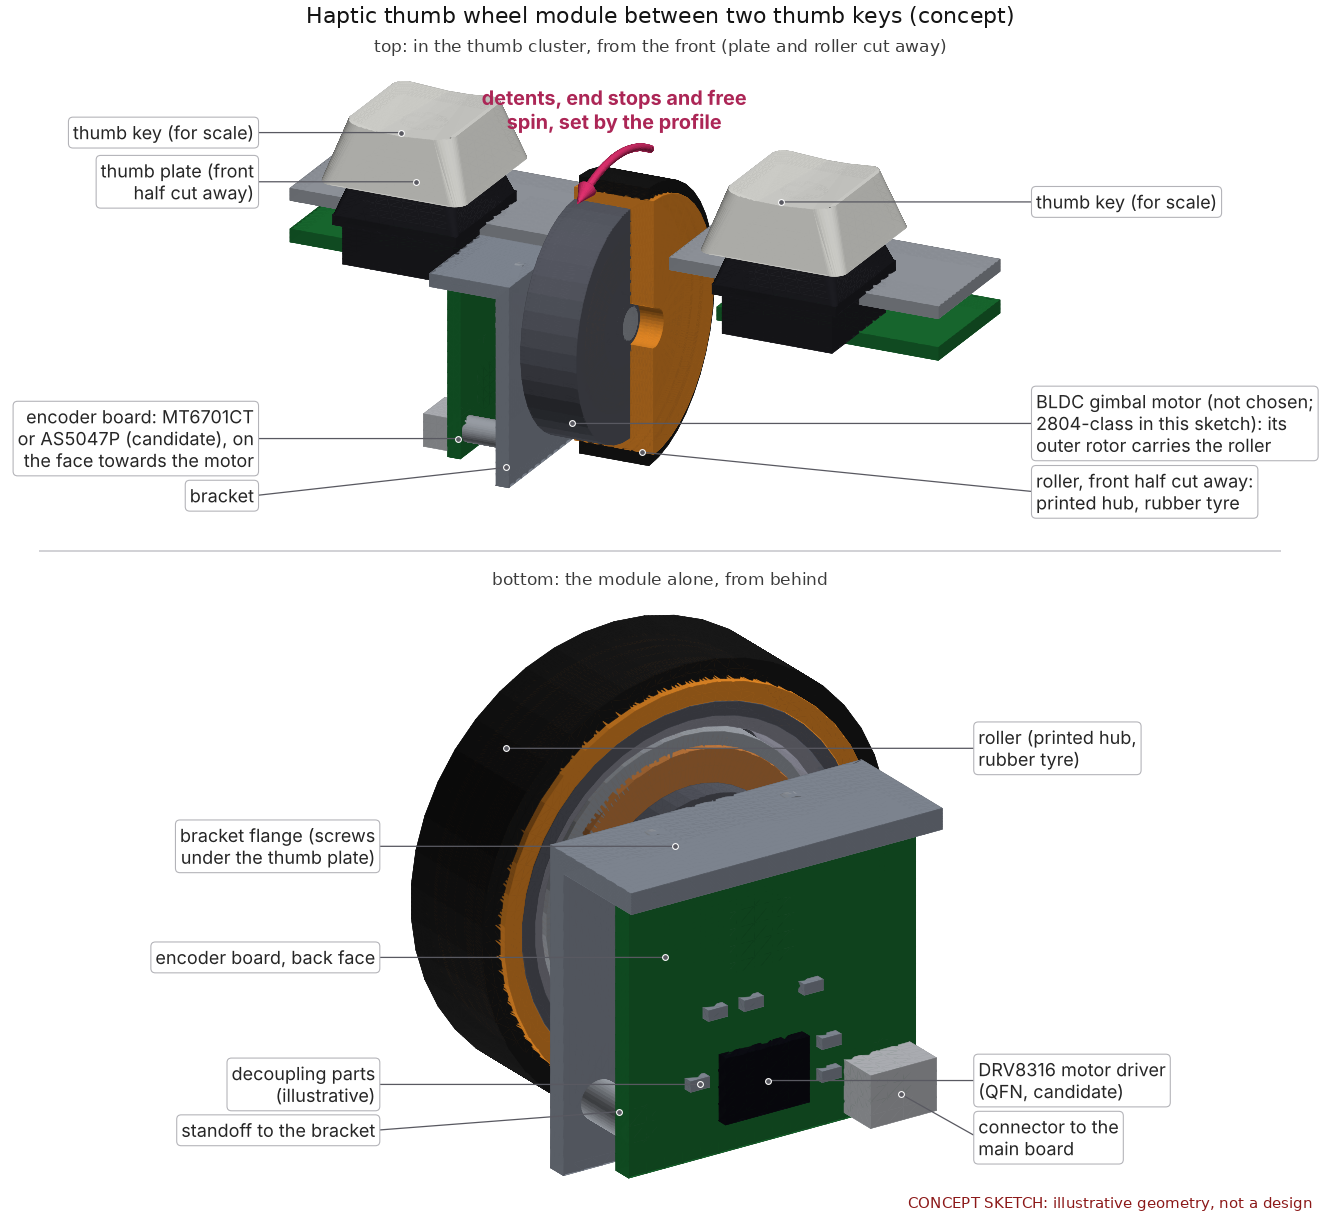 Haptic thumb wheel module between two thumb keys (concept)
top: in the thumb cluster, from the front (plate and roller cut away)
detents, end stops and free
spin, set by the profile
thumb key (for scale)
thumb plate (front
half cut away)
thumb key (for scale)
encoder board: MT6701CT
or AS5047P (candidate), on
the face towards the motor
bracket
BLDC gimbal motor (not chosen;
2804-class in this sketch): its
outer rotor carries the roller
roller, front half cut away:
printed hub, rubber tyre
bottom: the module alone, from behind
roller (printed hub,
rubber tyre)
bracket flange (screws
under the thumb plate)
encoder board, back face
decoupling parts
(illustrative)
standoff to the bracket
DRV8316 motor driver
(QFN, candidate)
connector to the
main board
CONCEPT SKETCH: illustrative geometry, not a design